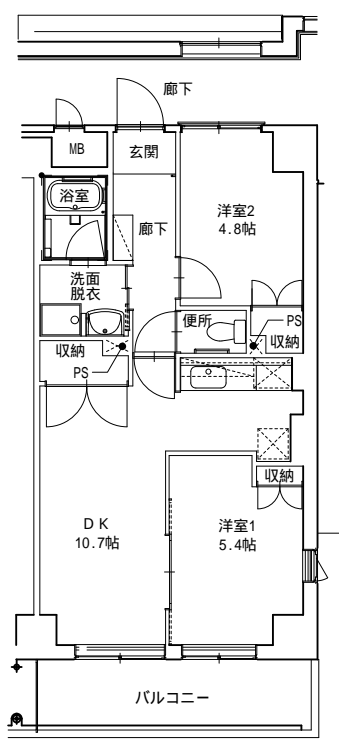 廊下
MB
玄関
浴室
洋室2
4.8帖
廊下
洗面
脱衣
便所
PS
収納
収納
PS
収納
DK
10.7帖
洋室1
5.4帖
バルコニー